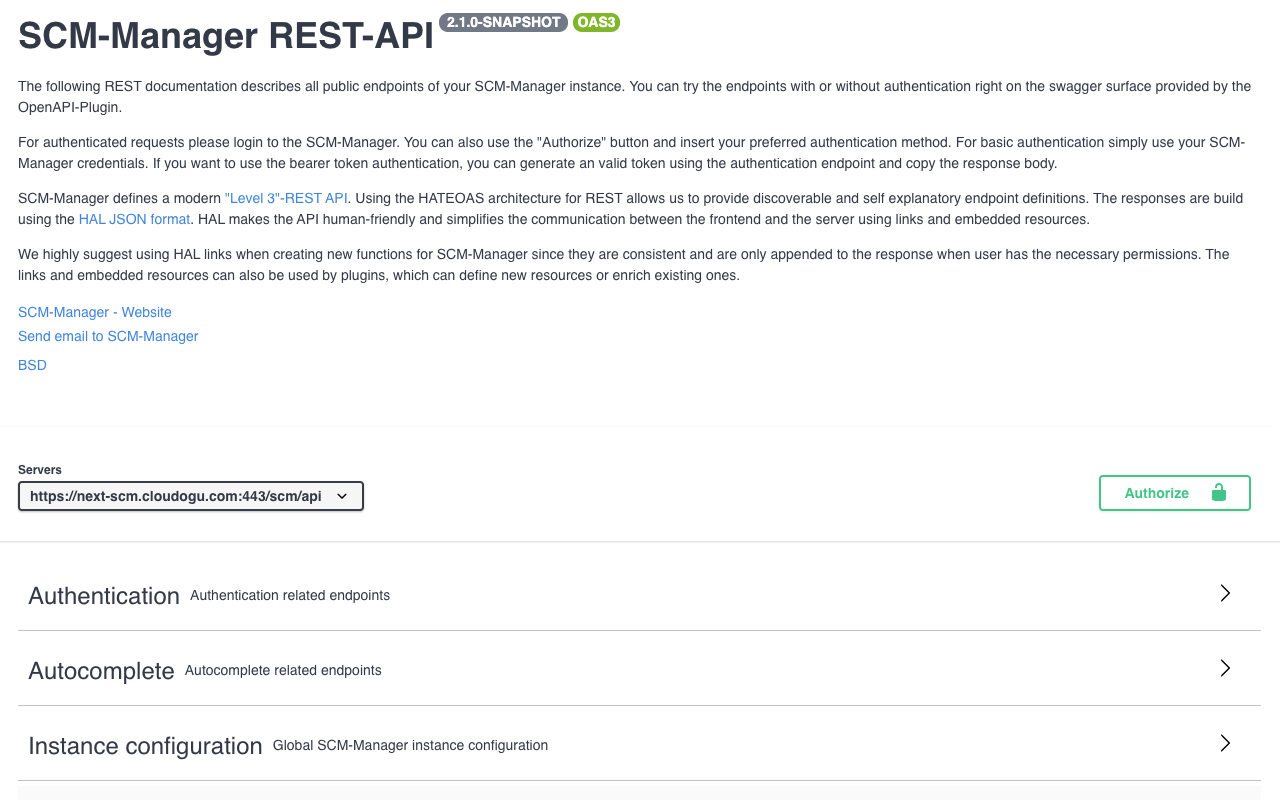 SCM-Manager REST-API 2.1.0-SNAPSHOT OAS3
The following REST documentation describes all public endpoints of your SCM-Manager instance. You can try the endpoints with or without authentication right on the swagger surface provided by the
OpenAPI-Plugin.
For authenticated requests please login to the SCM-Manager. You can also use the "Authorize" button and insert your preferred authentication method. For basic authentication simply use your SCM-
Manager credentials. If you want to use the bearer token authentication, you can generate an valid token using the authentication endpoint and copy the response body.
SCM-Manager defines a modern "Level 3"-REST API. Using the HATEOAS architecture for REST allows us to provide discoverable and self explanatory endpoint definitions. The responses are build
using the HAL JSON format. HAL makes the API human-friendly and simplifies the communication between the frontend and the server using links and embedded resources.
We highly suggest using HAL links when creating new functions for SCM-Manager since they are consistent and are only appended to the response when user has the necessary permissions. The
links and embedded resources can also be used by plugins, which can define new resources or enrich existing ones.
SCM-Manager - Website
Send email to SCM-Manager
BSD
Servers
https://next-scm.cloudogu.com:443/scm/api
Authorize
Authentication Authentication related endpoints
Autocomplete Autocomplete related endpoints
Instance configuration Global SCM-Manager instance configuration